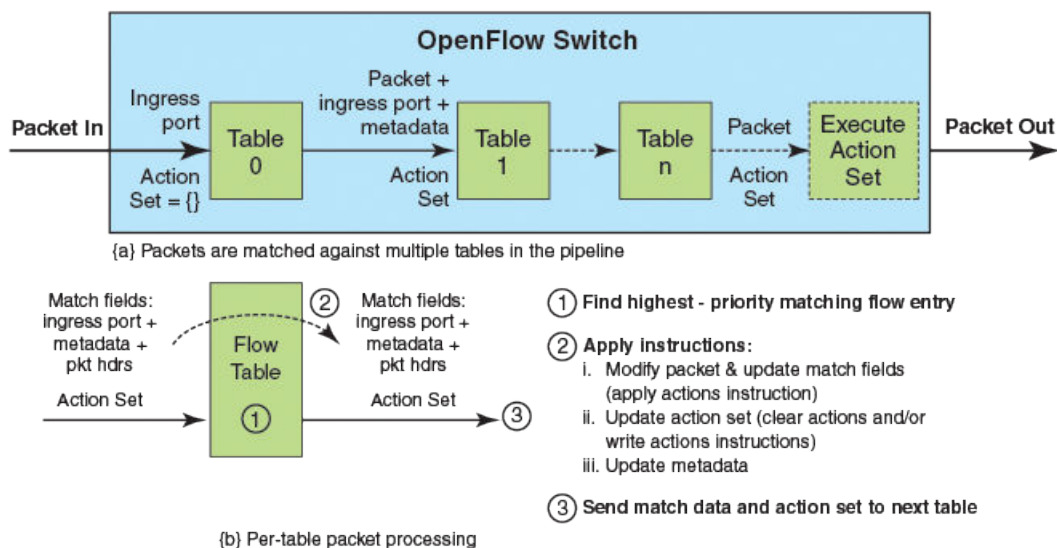 OpenFlow Switch
Packet In
Ingress
port
Action
Set = {}
Table
0
Packet +
ingress port +
metadata
Action
Set
Table
1
Table
n
Packet
Action
Set
Execute
Action
Set
Packet Out
{a} Packets are matched against multiple tables in the pipeline
Match fields:
ingress port +
metadata +
pkt hdrs
Action Set
Flow
Table
①
②
Match fields:
ingress port +
metadata +
pkt hdrs
Action Set
③
① Find highest - priority matching flow entry
② Apply instructions:
i. Modify packet & update match fields
(apply actions instruction)
ii. Update action set (clear actions and/or
write actions instructions)
iii. Update metadata
③ Send match data and action set to next table
{b} Per-table packet processing